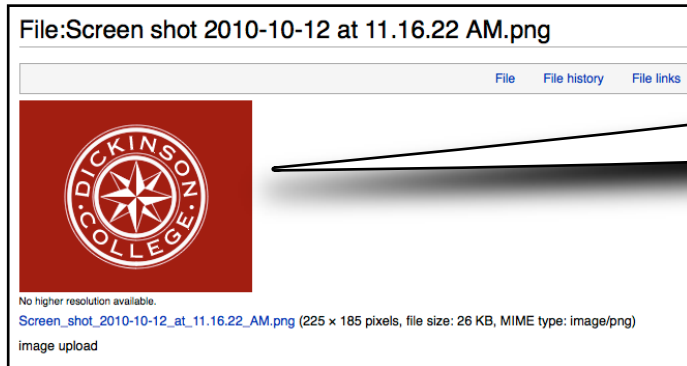 File:Screen shot 2010-10-12 at 11.16.22 AM.png
File File history File links
DICKINSON
·COLLEGE·
No higher resolution available.
Screen_shot_2010-10-12_at_11.16.22_AM.png (225 × 185 pixels, file size: 26 KB, MIME type: image/png)
image upload